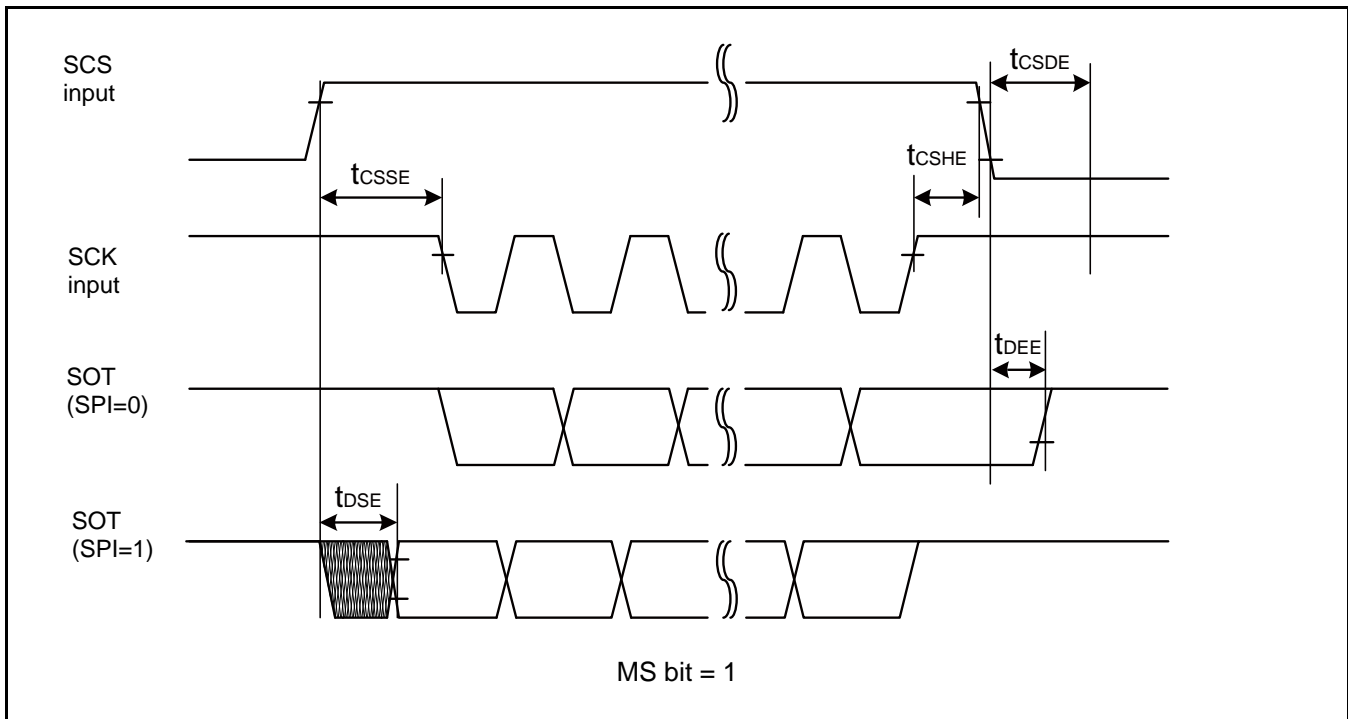 SCS
input
tCSDE
tCSHE
tCSSE
SCK
input
tDEE
SOT
(SPI=0)
tDSE
SOT
(SPI=1)
MS bit = 1